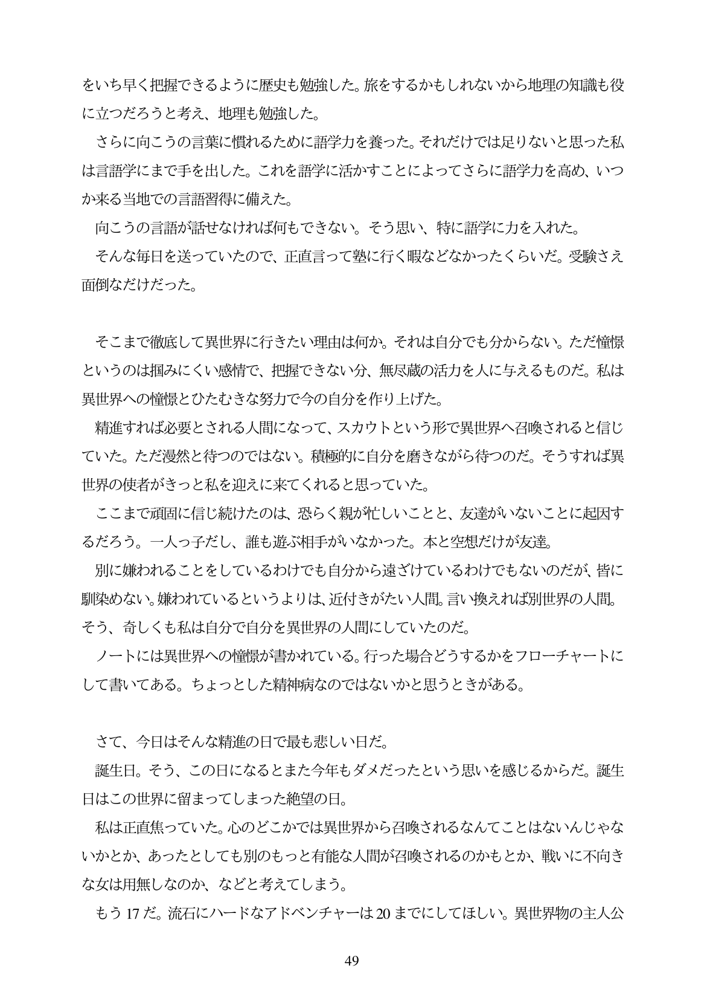 をいち早く把握できるように歴史も勉強した。旅をするかもしれないから地理の知識も役
に立つだろうと考え、地理も勉強した。
　さらに向こうの言葉に慣れるために語学力を養った。それだけでは足りないと思った私
は言語学にまで手を出した。これを語学に活かすことによってさらに語学力を高め、いつ
か来る当地での言語習得に備えた。
　向こうの言語が話せなければ何もできない。そう思い、特に語学に力を入れた。
　そんな毎日を送っていたので、正直言って塾に行く暇などなかったくらいだ。受験さえ
面倒なだけだった。
　そこまで徹底して異世界に行きたい理由は何か。それは自分でも分からない。ただ憧憬
というのは掴みにくい感情で、把握できない分、無尽蔵の活力を人に与えるものだ。私は
異世界への憧憬とひたむきな努力で今の自分を作り上げた。
　精進すれば必要とされる人間になって、スカウトという形で異世界へ召喚されると信じ
ていた。ただ漫然と待つのではない。積極的に自分を磨きながら待つのだ。そうすれば異
世界の使者がきっと私を迎えに来てくれると思っていた。
　ここまで頑固に信じ続けたのは、恐らく親が忙しいことと、友達がいないことに起因す
るだろう。一人っ子だし、誰も遊ぶ相手がいなかった。本と空想だけが友達。
　別に嫌われることをしているわけでも自分から遠ざけているわけでもないのだが、皆に
馴染めない。嫌われているというよりは、近付きがたい人間。言い換えれば別世界の人間。
そう、奇しくも私は自分で自分を異世界の人間にしていたのだ。
　ノートには異世界への憧憬が書かれている。行った場合どうするかをフローチャートに
して書いてある。ちょっとした精神病なのではないかと思うときがある。
　さて、今日はそんな精進の日で最も悲しい日だ。
　誕生日。そう、この日になるとまた今年もダメだったという思いを感じるからだ。誕生
日はこの世界に留まってしまった絶望の日。
　私は正直焦っていた。心のどこかでは異世界から召喚されるなんてことはないんじゃな
いかとか、あったとしても別のもっと有能な人間が召喚されるのかもとか、戦いに不向き
な女は用無しなのか、などと考えてしまう。
　もう 17 だ。流石にハードなアドベンチャーは 20 までにしてほしい。異世界物の主人公
49